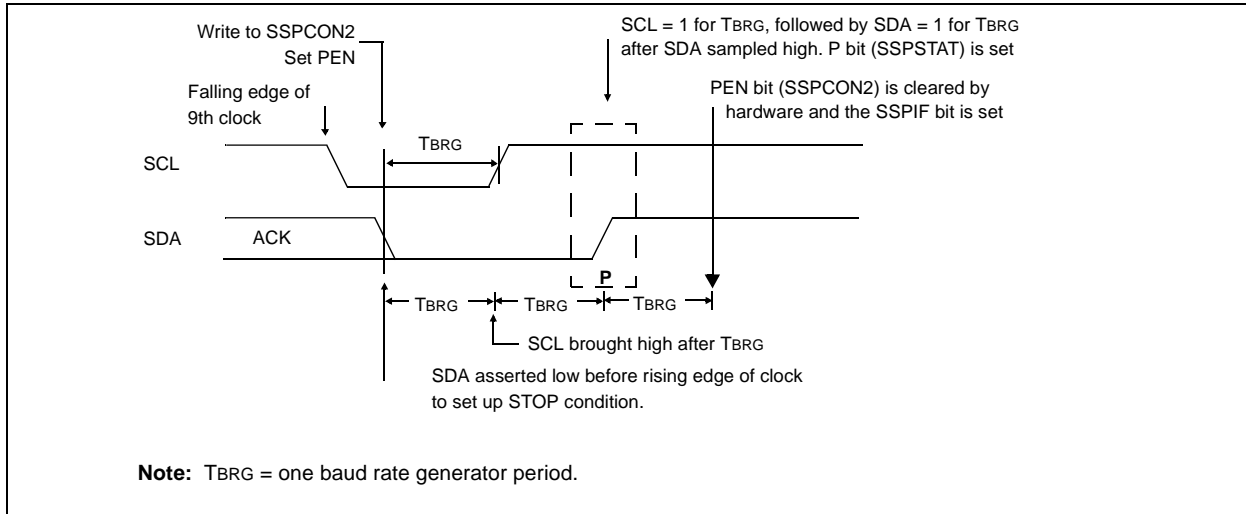 Write to SSPCON2
Set PEN
SCL = 1 for TBRG, followed by SDA = 1 for TBRG
after SDA sampled high. P bit (SSPSTAT) is set
Falling edge of
9th clock
PEN bit (SSPCON2) is cleared by
hardware and the SSPIF bit is set
TBRG
SCL
SDA
ACK
P
TBRG
TBRG
TBRG
SCL brought high after TBRG
SDA asserted low before rising edge of clock
to set up STOP condition.
Note: TBRG = one baud rate generator period.